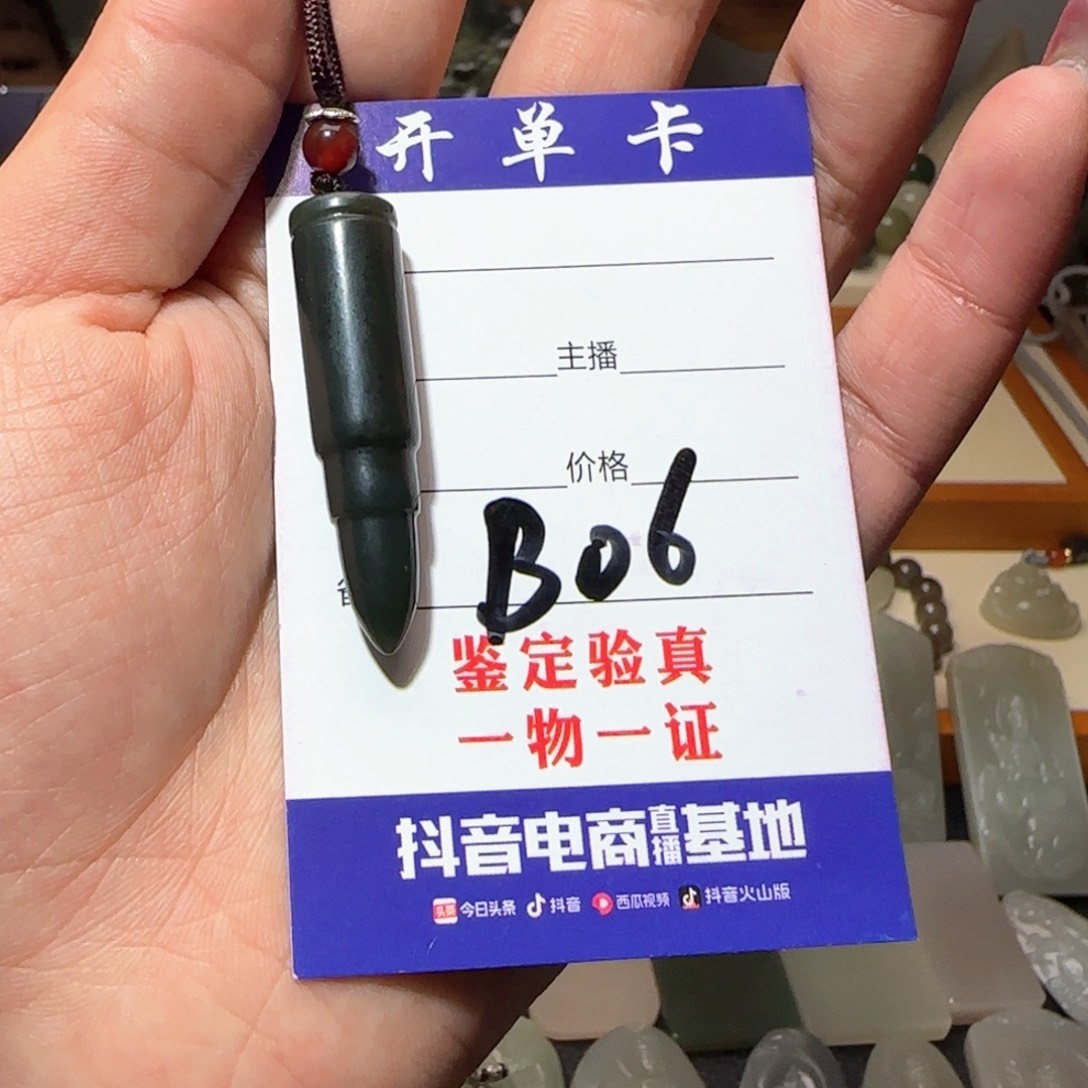 开单卡
主播
价格
B06
鉴定验真
一物一证
抖音电商直播基地
头条 今日头条 抖音 西瓜视频 抖音火山版